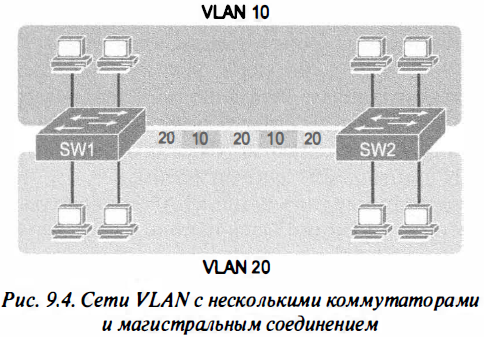 VLAN 10
20 10 20 10 20
SW1
SW2
VLAN 20
Рис. 9.4. Сети VLAN с несколькими коммутаторами
и магистральным соединением